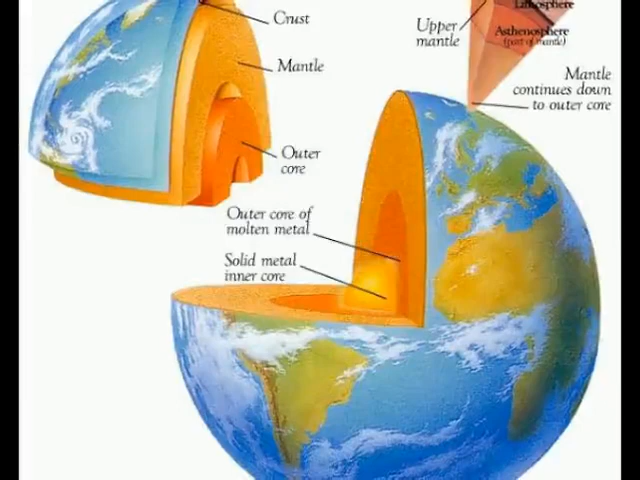 Crust
Mantle
Outer
core
Outer core of
molten metal
Solid metal
inner core
Upper
mantle
Lithosphere
Asthenosphere
(part of mantle)
Mantle
continues down
to outer core